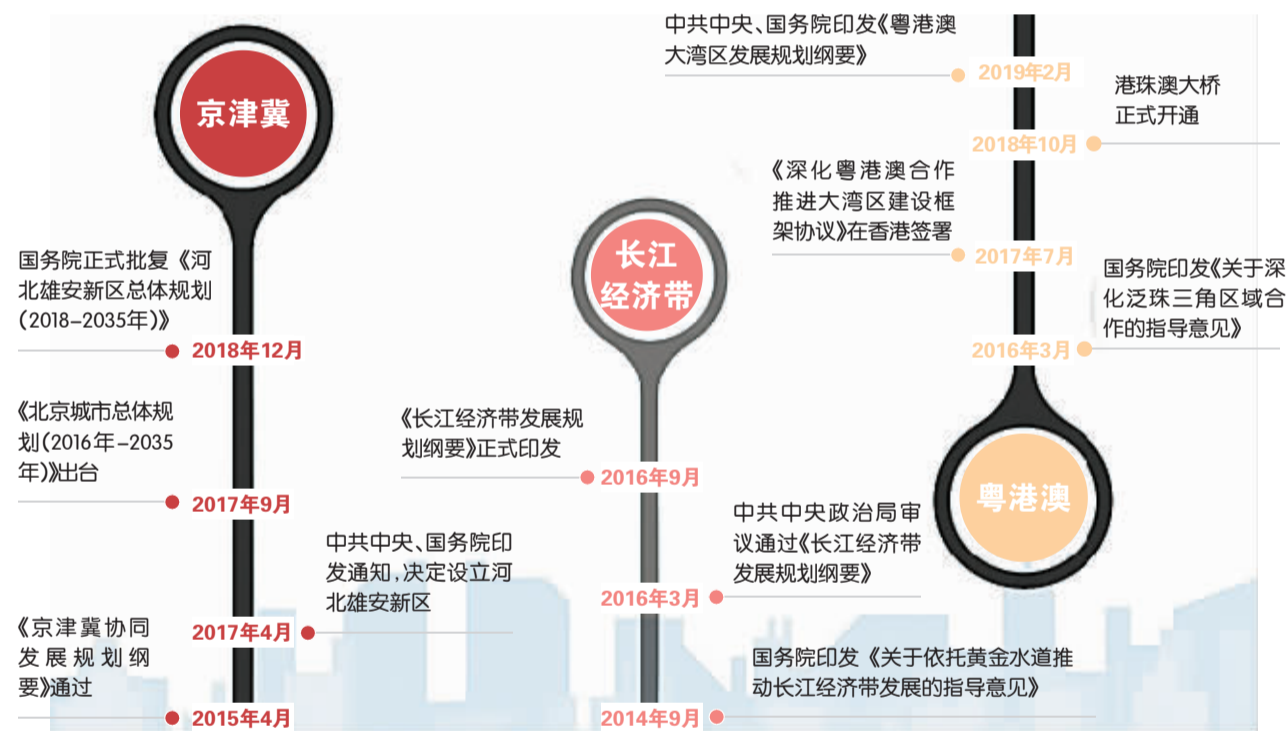 京津冀
国务院正式批复《河
北雄安新区总体规划
(2018-2035年)》
2018年12月
《北京城市总体规
划(2016年-2035
年)》出台
2017年9月
中共中央、国务院印
发通知,决定设立河
北雄安新区
2017年4月
《京津冀协同
发展规划纲
要》通过
2015年4月
长江
经济带
《长江经济带发展规
划纲要》正式印发
2016年9月
中共中央政治局审
议通过《长江经济带
发展规划纲要》
2016年3月
国务院印发《关于依托黄金水道推
动长江经济带发展的指导意见》
2014年9月
中共中央、国务院印发《粤港澳
大湾区发展规划纲要》
2019年2月
港珠澳大桥
正式开通
2018年10月
《深化粤港澳合作
推进大湾区建设框
架协议》在香港签署
2017年7月
国务院印发《关于深
化泛珠三角区域合
作的指导意见》
2016年3月
粤港澳